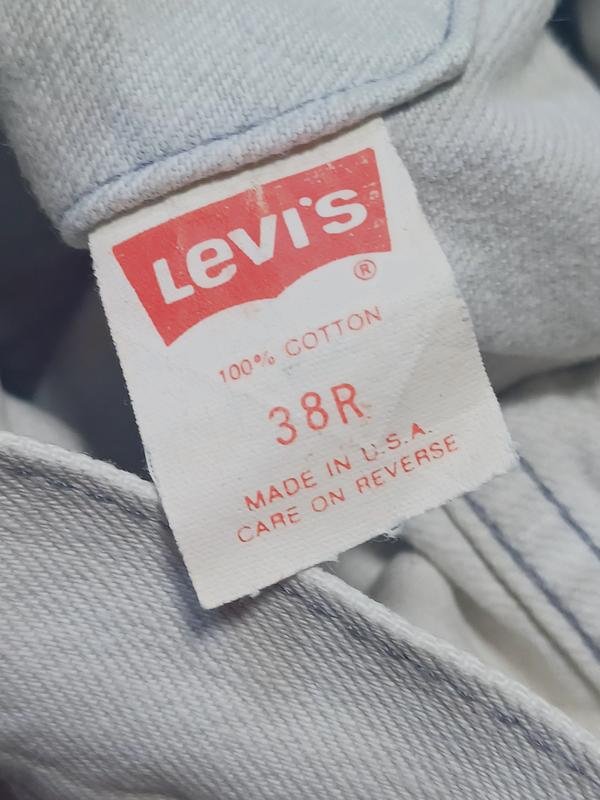 Levi's
®
100% COTTON
38R
MADE IN U.S.A.
CARE ON REVERSE